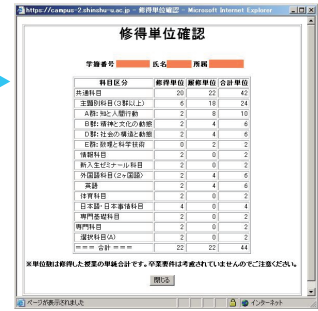 https://campus-2.shinshu-u.ac.jp - 修得単位確認 - Microsoft Internet Explorer
修得単位確認
学籍番号 氏名 所属
科目区分 修得単位 履修単位 合計単位
共通科目 20 22 42
主題別科目(3群以上) 6 18 24
A群:知と人間行動 2 8 10
B群:精神と文化の動態 2 4 6
D群:社会の構造と動態 2 4 6
E群:数理と科学技術 0 2 2
情報科目 2 0 2
新入生ゼミナール科目 2 0 2
外国語科目(2ヶ国語) 2 4 6
英語 2 4 6
体育科目 2 0 2
日本語・日本事情科目 4 0 4
専門基礎科目 2 0 2
専門科目 2 0 2
選択科目(A) 2 0 2
=== 合計 === 22 22 44
※単位数は修得した授業の単純合計です。卒業要件は考慮されていませんのでご注意ください。
閉じる
ページが表示されました インターネット